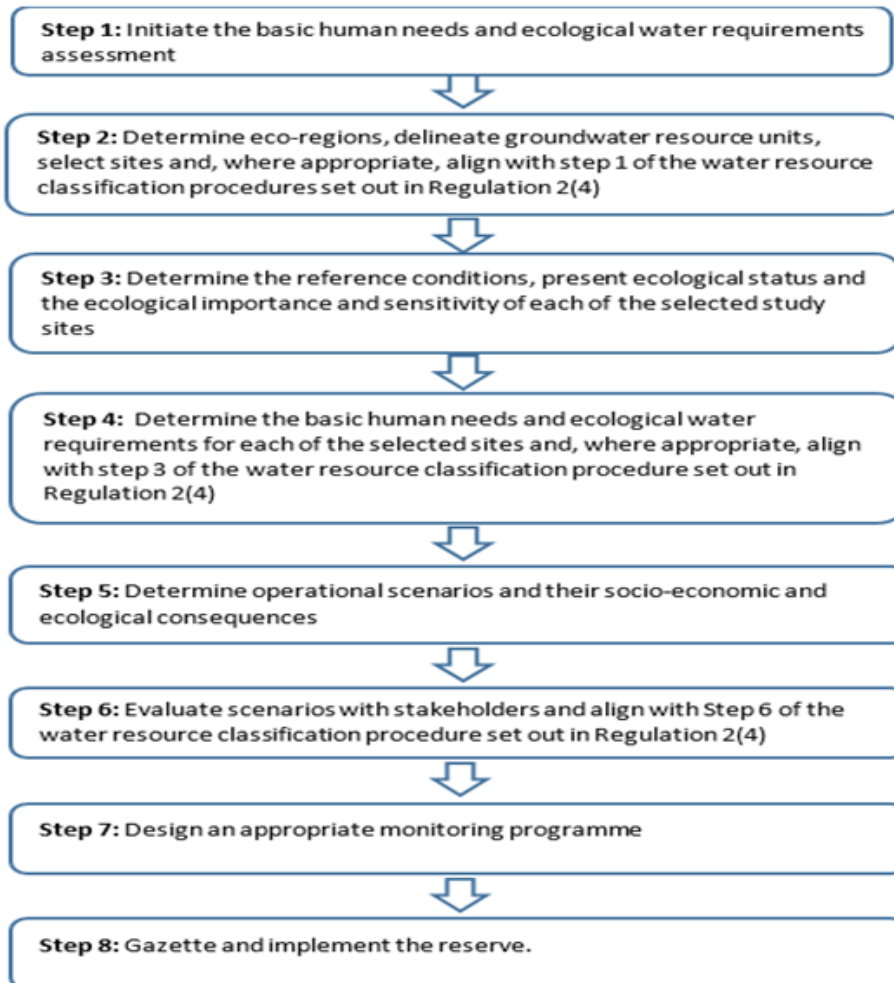 Step 1: Initiate the basic human needs and ecological water requirements
assessment
Step 2: Determine eco-regions, delineate groundwater resource units,
select sites and, where appropriate, align with step 1 of the water resource
classification procedures set out in Regulation 2(4)
Step 3: Determine the reference conditions, present ecological status and
the ecological importance and sensitivity of each of the selected study
sites
Step 4: Determine the basic human needs and ecological water
requirements for each of the selected sites and, where appropriate, align
with step 3 of the water resource classification procedure set out in
Regulation 2(4)
Step 5: Determine operational scenarios and their socio-economic and
ecological consequences
Step 6: Evaluate scenarios with stakeholders and align with Step 6 of the
water resource classification procedure set out in Regulation 2(4)
Step 7: Design an appropriate monitoring programme
Step 8: Gazette and implement the reserve.